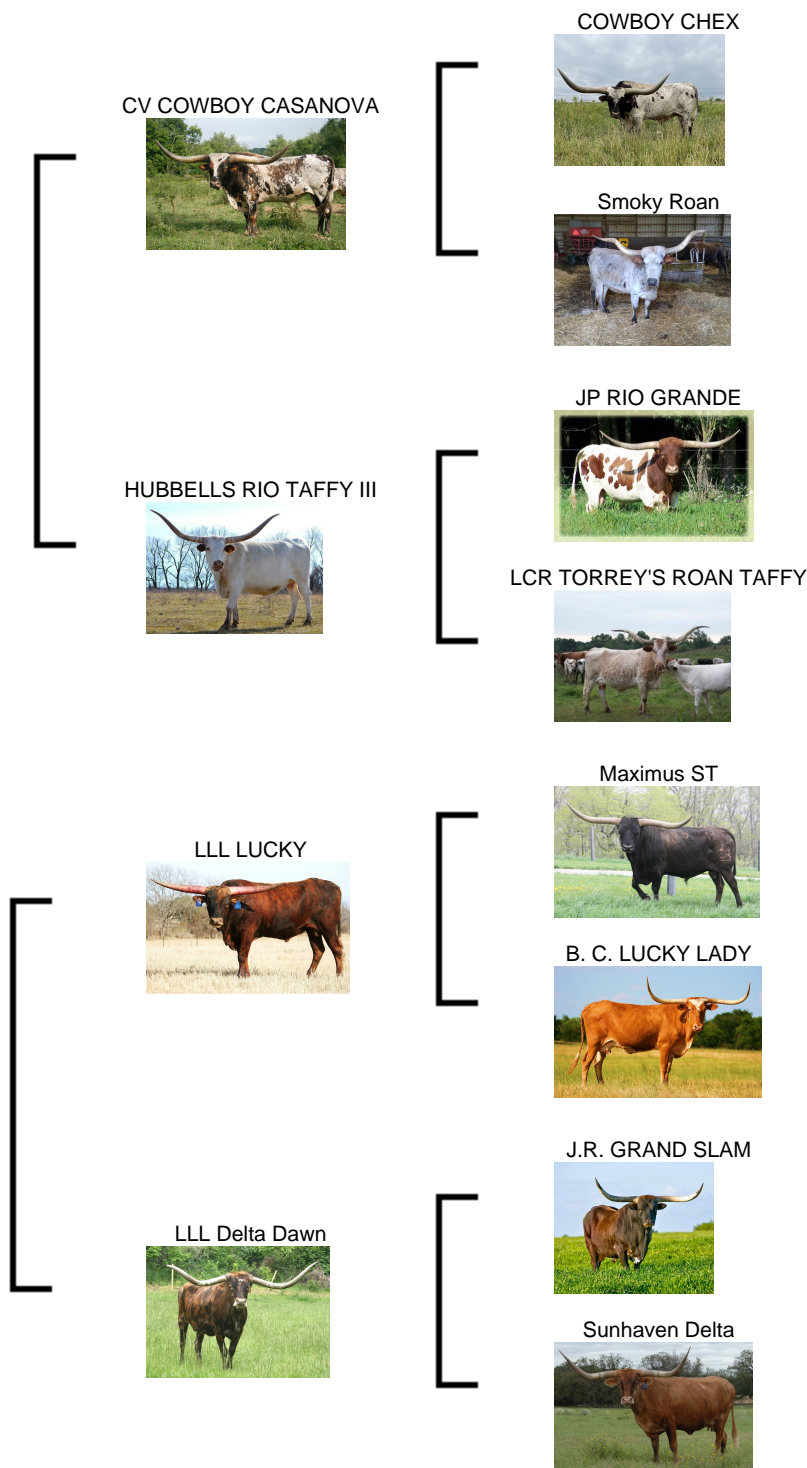 COWBOY CHEX
CV COWBOY CASANOVA
Smoky Roan
JP RIO GRANDE
HUBBELLS RIO TAFFY III
LCR TORREY'S ROAN TAFFY
Maximus ST
LLL LUCKY
B. C. LUCKY LADY
J.R. GRAND SLAM
LLL Delta Dawn
Sunhaven Delta